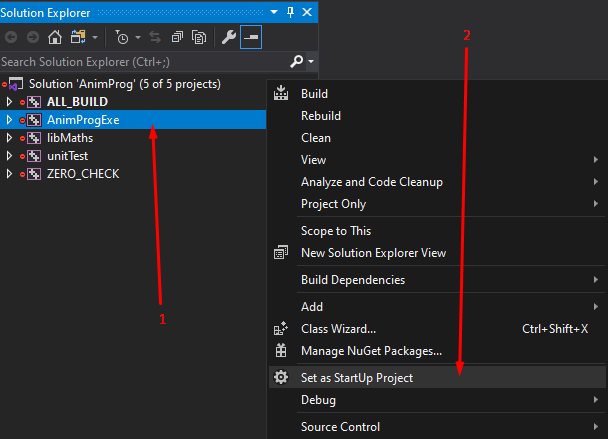 Solution Explorer
Search Solution Explorer (Ctrl+;)
Solution 'AnimProg' (5 of 5 projects)
ALL_BUILD
AnimProgExe
libMaths
unitTest
ZERO_CHECK
1
2
Build
Rebuild
Clean
View
Analyze and Code Cleanup
Project Only
Scope to This
New Solution Explorer View
Build Dependencies
Add
Class Wizard... Ctrl+Shift+X
Manage NuGet Packages...
Set as StartUp Project
Debug
Source Control